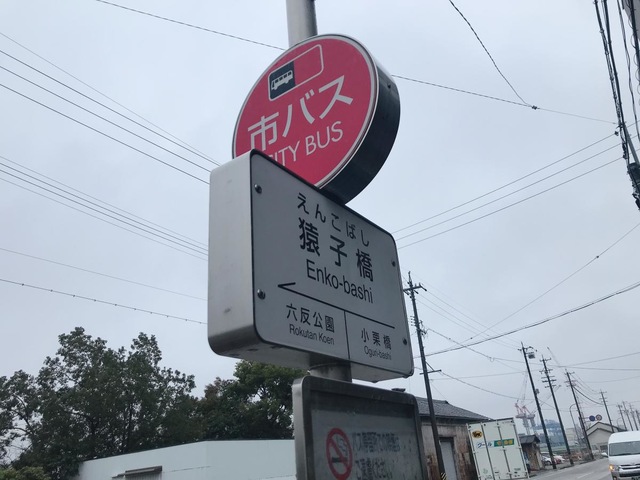 市バス
CITY BUS
えんこばし
猿子橋
Enko-bashi
六反公園
Rokutan Koen
小栗橋
Oguri-bashi